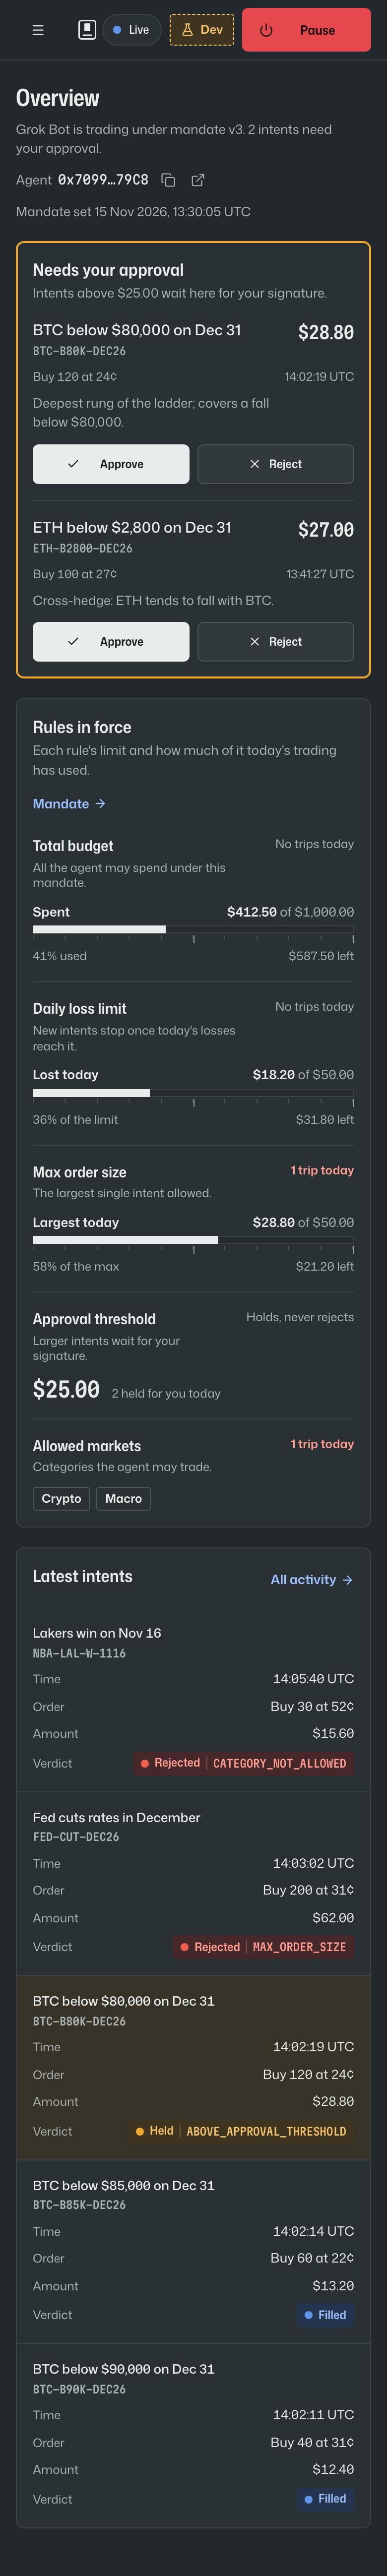 Live
Dev
Pause
Overview
Grok Bot is trading under mandate v3. 2 intents need
your approval.
Agent 0x7099…79C8
Mandate set 15 Nov 2026, 13:30:05 UTC
Needs your approval
Intents above $25.00 wait here for your signature.
BTC below $80,000 on Dec 31 $28.80
BTC-B80K-DEC26
Buy 120 at 24¢ 14:02:19 UTC
Deepest rung of the ladder; covers a fall
below $80,000.
Approve Reject
ETH below $2,800 on Dec 31 $27.00
ETH-B2800-DEC26
Buy 100 at 27¢ 13:41:27 UTC
Cross-hedge: ETH tends to fall with BTC.
Approve Reject
Rules in force
Each rule's limit and how much of it today's trading
has used.
Mandate →
Total budget No trips today
All the agent may spend under this
mandate.
Spent $412.50 of $1,000.00
41% used $587.50 left
Daily loss limit No trips today
New intents stop once today's losses
reach it.
Lost today $18.20 of $50.00
36% of the limit $31.80 left
Max order size 1 trip today
The largest single intent allowed.
Largest today $28.80 of $50.00
58% of the max $21.20 left
Approval threshold Holds, never rejects
Larger intents wait for your
signature.
$25.00 2 held for you today
Allowed markets 1 trip today
Categories the agent may trade.
Crypto Macro
Latest intents All activity →
Lakers win on Nov 16
NBA-LAL-W-1116
Time 14:05:40 UTC
Order Buy 30 at 52¢
Amount $15.60
Verdict Rejected CATEGORY_NOT_ALLOWED
Fed cuts rates in December
FED-CUT-DEC26
Time 14:03:02 UTC
Order Buy 200 at 31¢
Amount $62.00
Verdict Rejected MAX_ORDER_SIZE
BTC below $80,000 on Dec 31
BTC-B80K-DEC26
Time 14:02:19 UTC
Order Buy 120 at 24¢
Amount $28.80
Verdict Held ABOVE_APPROVAL_THRESHOLD
BTC below $85,000 on Dec 31
BTC-B85K-DEC26
Time 14:02:14 UTC
Order Buy 60 at 22¢
Amount $13.20
Verdict Filled
BTC below $90,000 on Dec 31
BTC-B90K-DEC26
Time 14:02:11 UTC
Order Buy 40 at 31¢
Amount $12.40
Verdict Filled